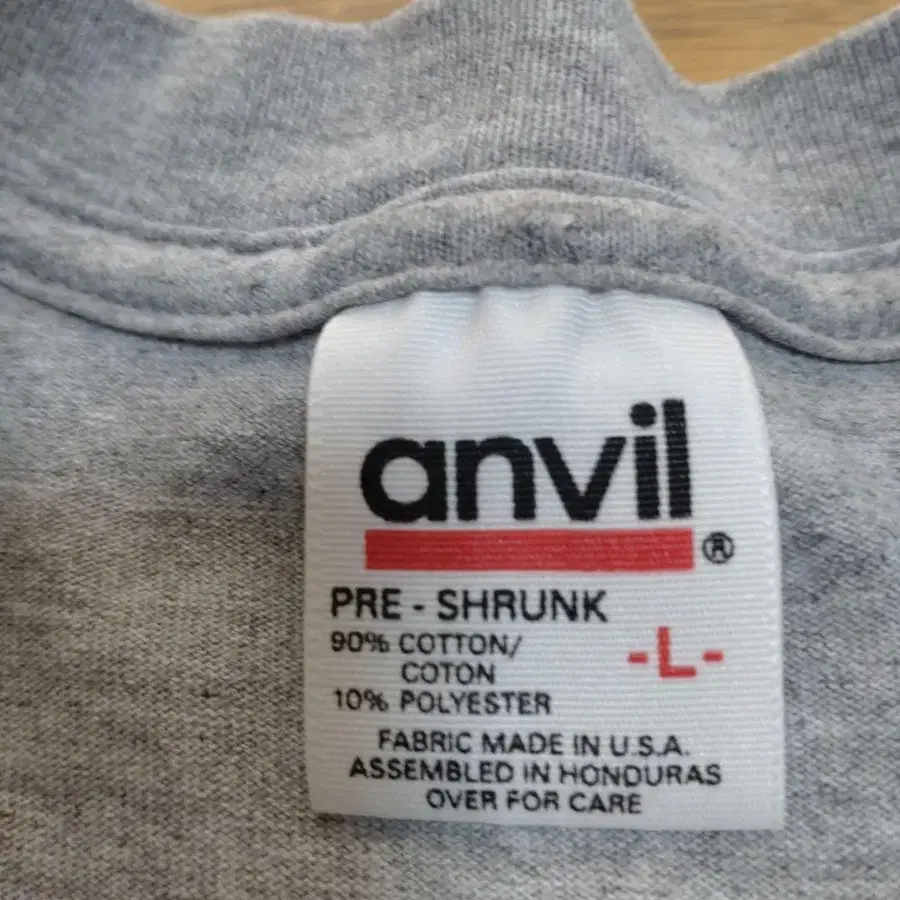 anvil®
PRE - SHRUNK
90% COTTON/
COTON
10% POLYESTER
-L-
FABRIC MADE IN U.S.A.
ASSEMBLED IN HONDURAS
OVER FOR CARE